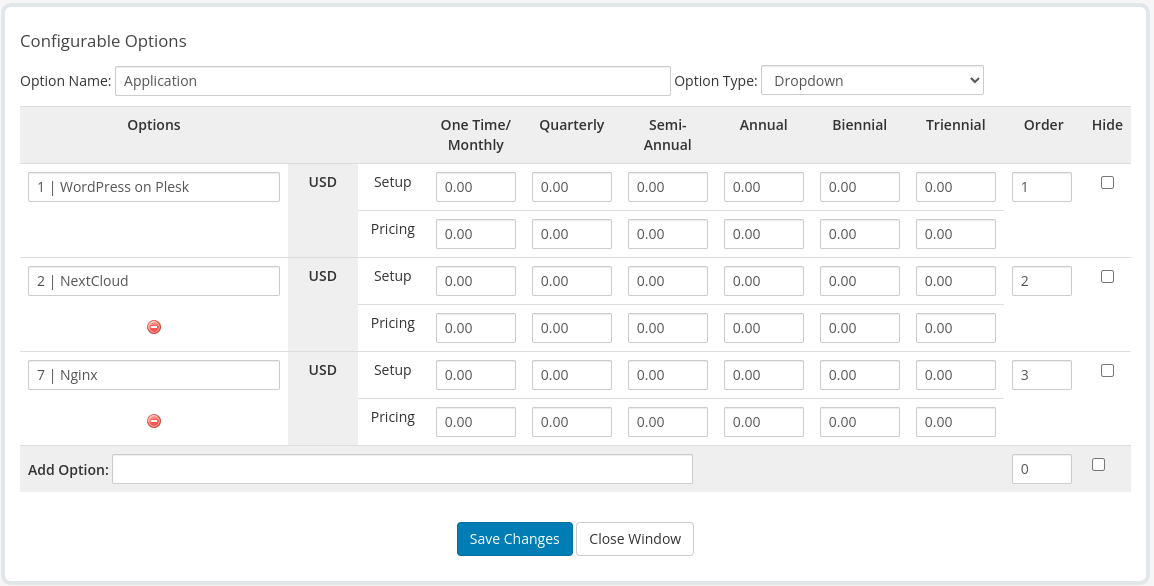 Configurable Options
Option Name: Application Option Type: Dropdown
Options One Time/ Monthly Quarterly Semi- Annual Annual Biennial Triennial Order Hide
1 | WordPress on Plesk USD Setup 0.00 0.00 0.00 0.00 0.00 0.00 1
Pricing 0.00 0.00 0.00 0.00 0.00 0.00
2 | NextCloud USD Setup 0.00 0.00 0.00 0.00 0.00 0.00 2
Pricing 0.00 0.00 0.00 0.00 0.00 0.00
7 | Nginx USD Setup 0.00 0.00 0.00 0.00 0.00 0.00 3
Pricing 0.00 0.00 0.00 0.00 0.00 0.00
Add Option: 0
Save Changes Close Window